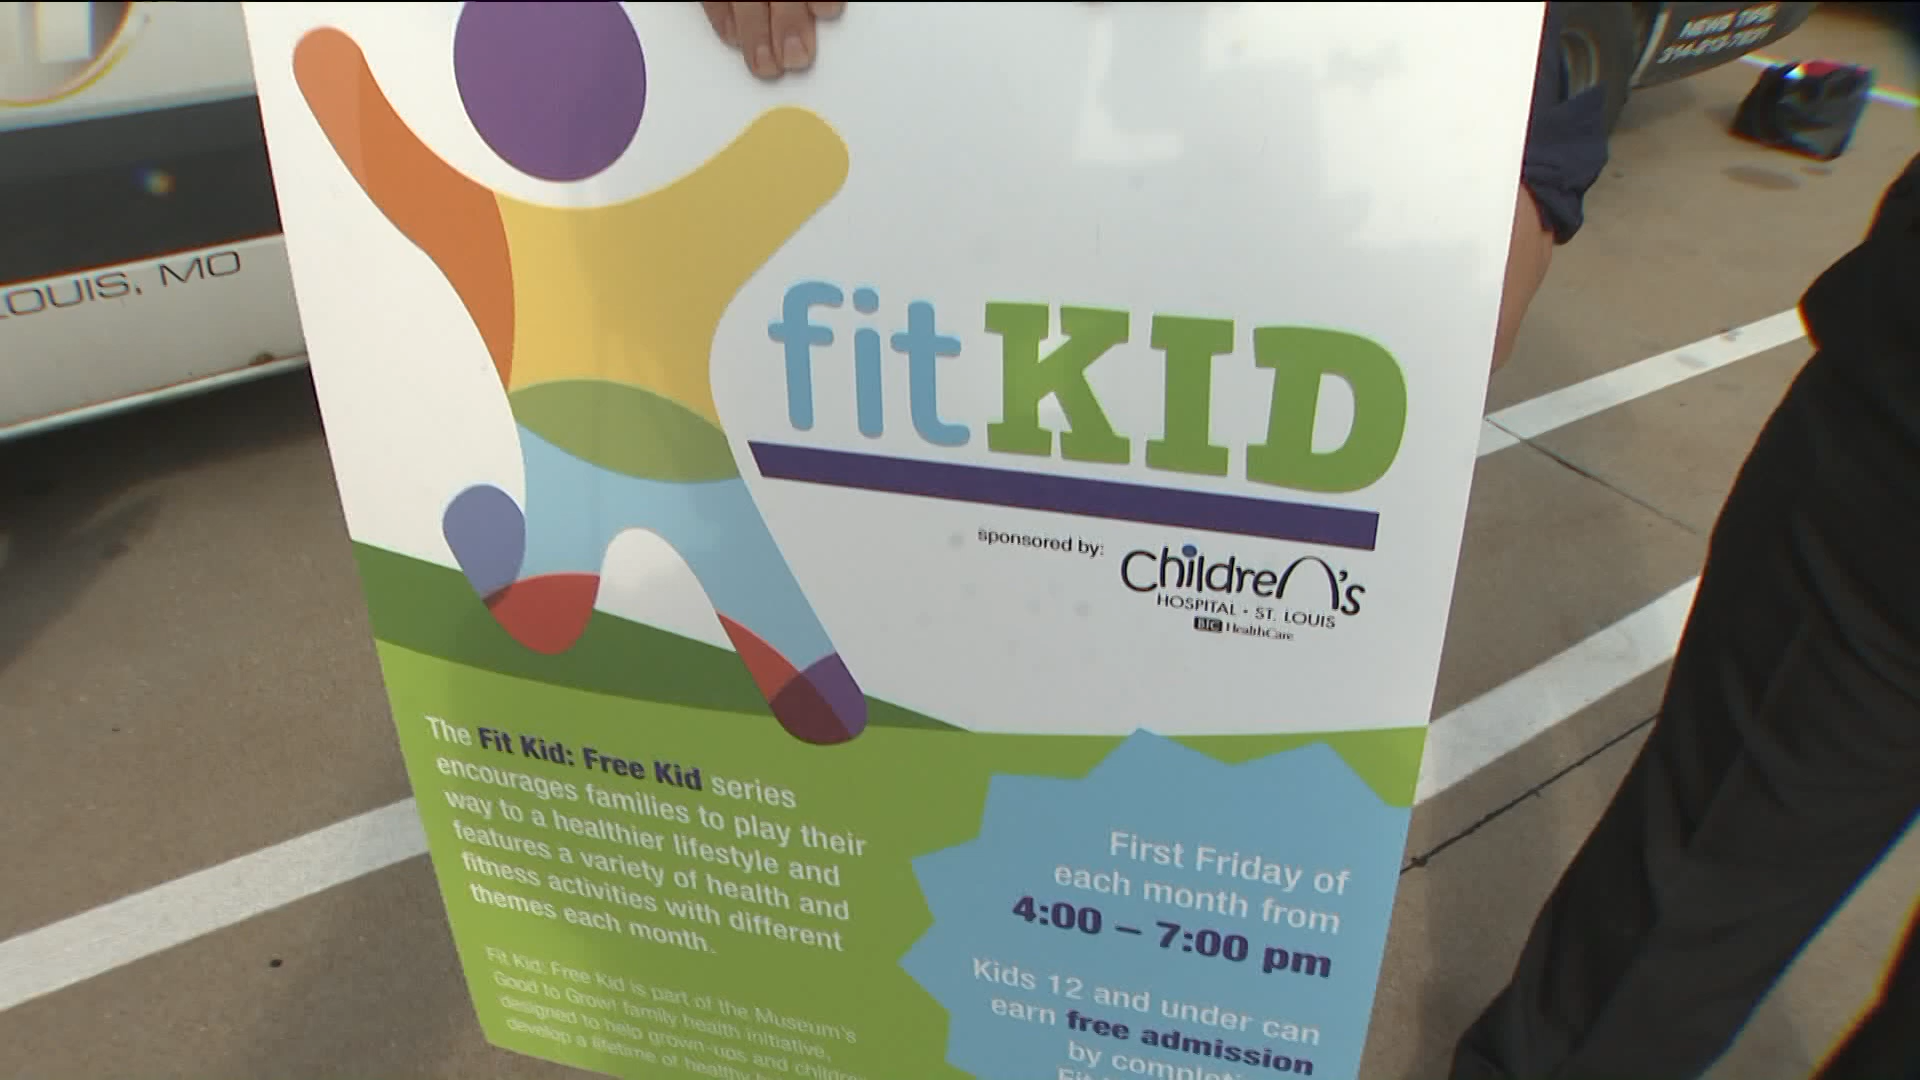 NEWS TIPS
LOUIS, MO
fitKID
sponsored by:
Children's
HOSPITAL • ST. LOUIS
BJC HealthCare
The Fit Kid: Free Kid series
encourages families to play their
way to a healthier lifestyle and
features a variety of health and
fitness activities with different
themes each month.
Fit Kid: Free Kid is part of the Museum's
Good to Grow! family health initiative,
designed to help grown-ups and children
develop a lifetime of healthy
First Friday of
each month from
4:00 – 7:00 pm
Kids 12 and under can
earn free admission
by